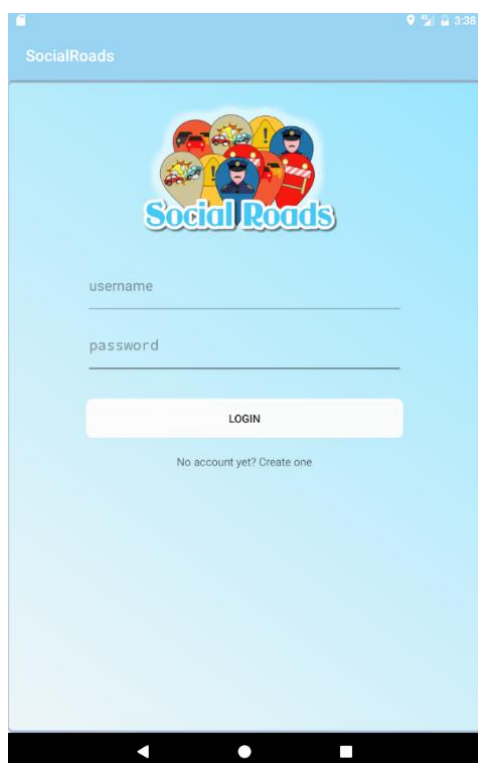 3:38
SocialRoads
Social Roads
username
password
LOGIN
No account yet? Create one